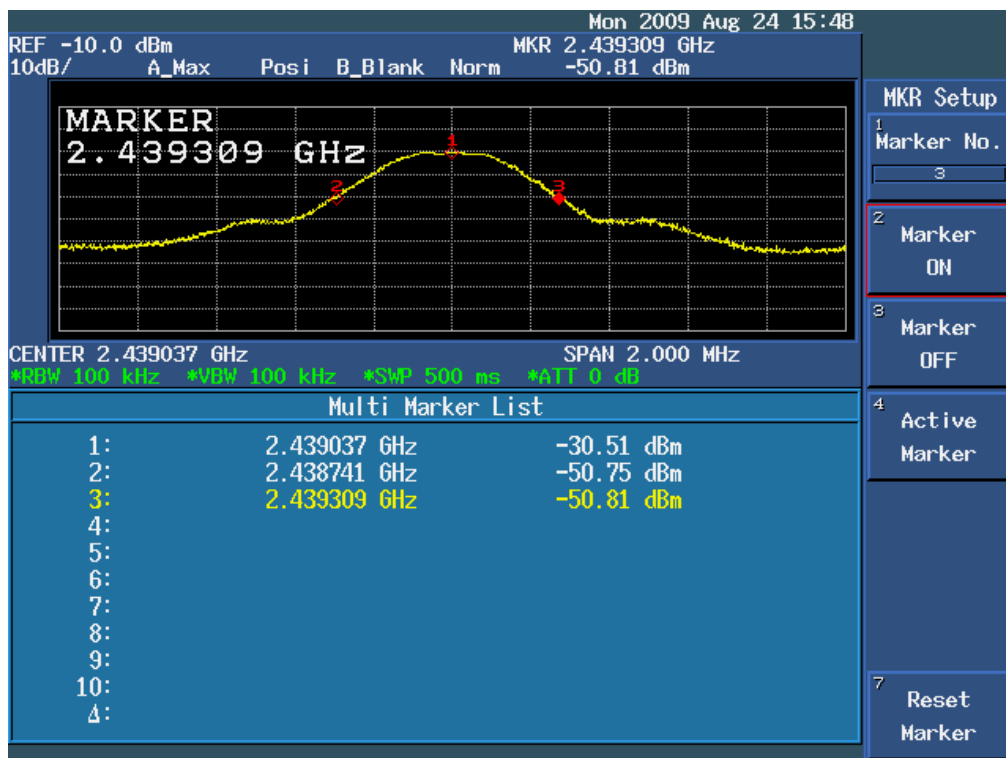 Mon 2009 Aug 24 15:48
REF -10.0 dBm MKR 2.439309 GHz
10dB/ A_Max Posi B_Blank Norm -50.81 dBm
MARKER
2.439309 GHz
1
2
3
CENTER 2.439037 GHz SPAN 2.000 MHz
*RBW 100 kHz *VBW 100 kHz *SWP 500 ms *ATT 0 dB
Multi Marker List
1: 2.439037 GHz -30.51 dBm
2: 2.438741 GHz -50.75 dBm
3: 2.439309 GHz -50.81 dBm
4:
5:
6:
7:
8:
9:
10:
Δ:
MKR Setup
1
Marker No.
3
2
Marker
ON
3
Marker
OFF
4
Active
Marker
7
Reset
Marker